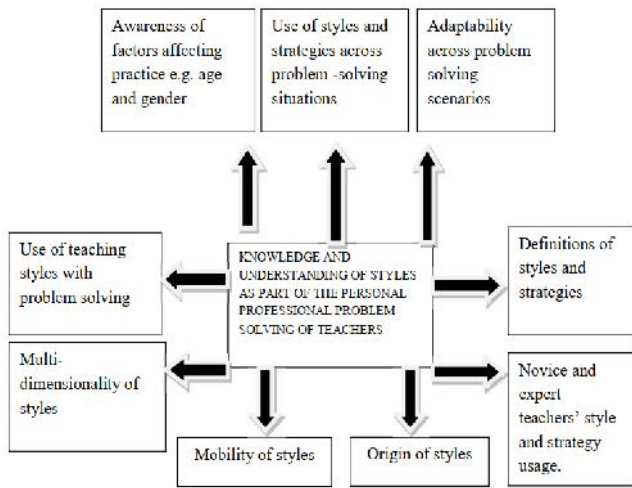 Awareness of
factors affecting
practice e.g. age
and gender
Use of styles and
strategies across
problem -solving
situations
Adaptability
across problem
solving
scenarios
Use of teaching
styles with
problem solving
KNOWLEDGE AND
UNDERSTANDING OF STYLES
AS PART OF THE PERSONAL
PROFESSIONAL PROBLEM
SOLVING OF TEACHERS
Definitions of
styles and
strategies
Multi-
dimensionality of
styles
Novice and
expert
teachers’ style
and strategy
usage.
Mobility of styles
Origin of styles